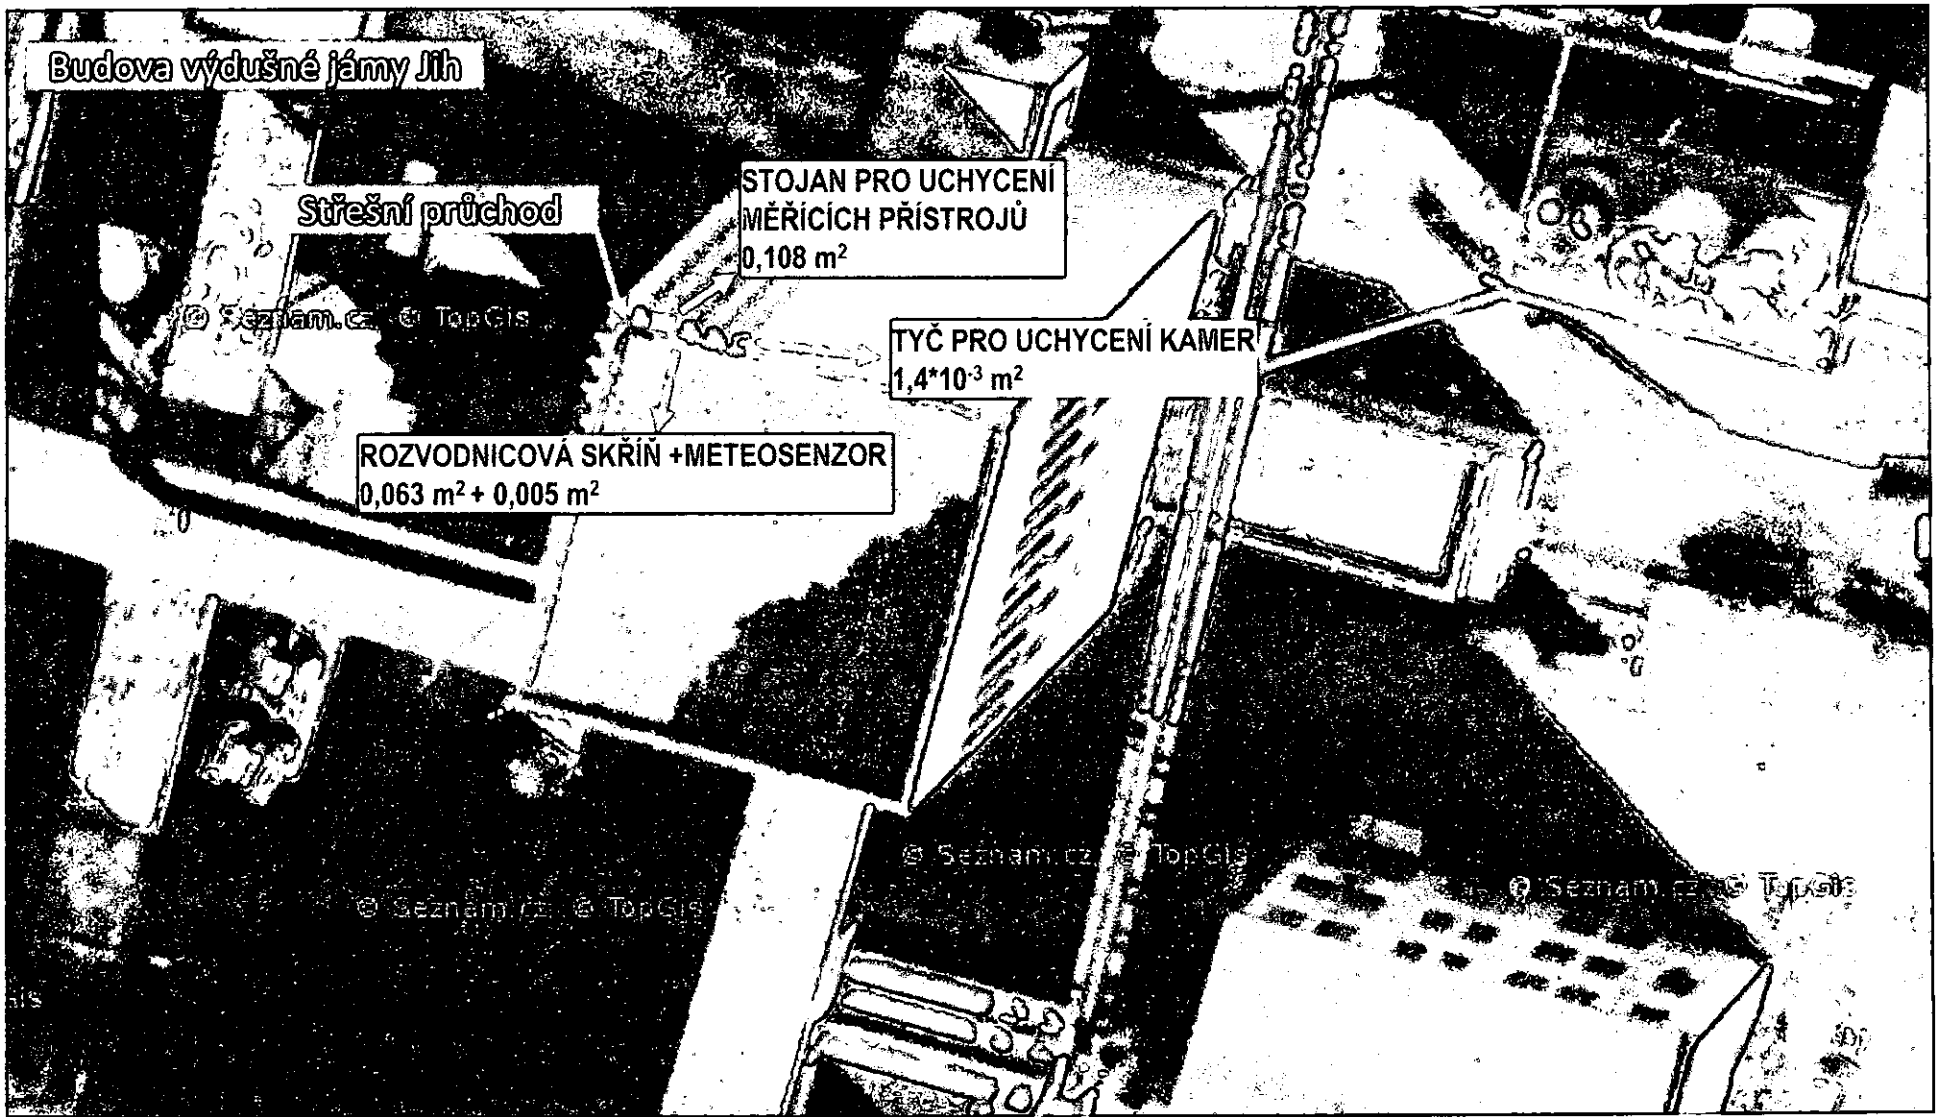 Budova výdušné jámy Jih
STOJAN PRO UCHYCENÍ
MĚŘÍCÍCH PŘÍSTROJŮ
0,108 m²
Střešní průchod
© Seznam.cz © TopGis
TYČ PRO UCHYCENÍ KAMER
1,4*10⁻³ m²
ROZVODNICOVÁ SKŘÍŇ +METEOSENZOR
0,063 m² + 0,005 m²
© Seznam.cz © TopGis
© Seznam.cz © TopGis
© Seznam.cz © TopGis
Gis